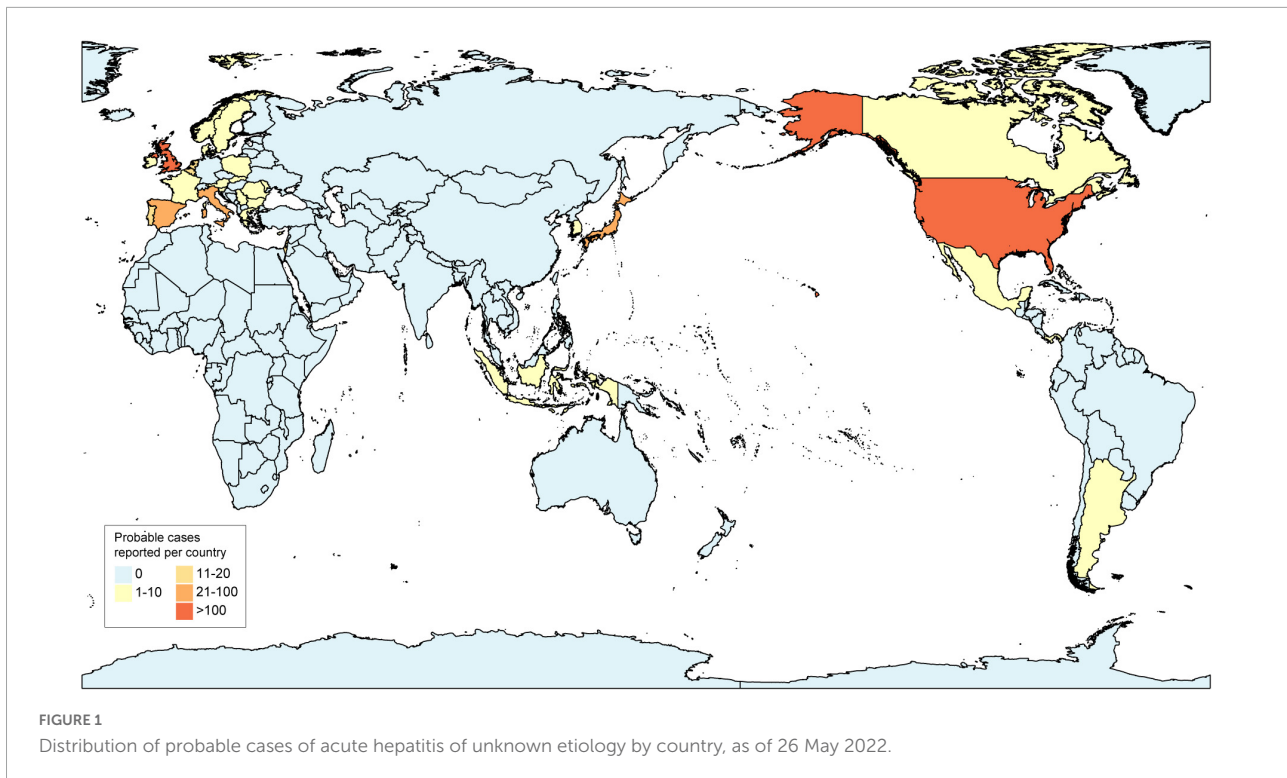 Probable cases
reported per country
0
11-20
1-10
21-100
>100
FIGURE 1
Distribution of probable cases of acute hepatitis of unknown etiology by country, as of 26 May 2022.